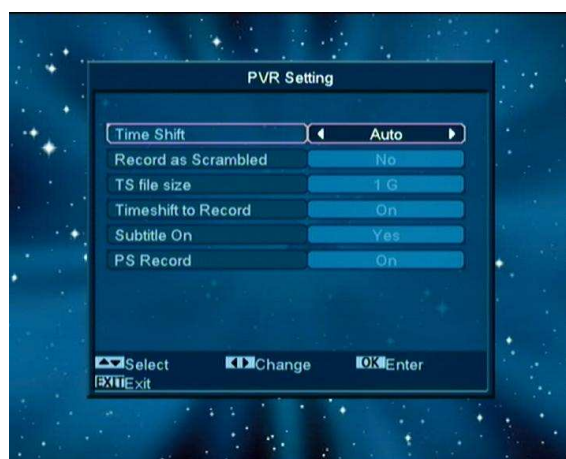 PVR Setting
Time Shift Auto
Record as Scrambled No
TS file size 1 G
Timeshift to Record On
Subtitle On Yes
PS Record On
Select Change OK Enter
EXIT Exit